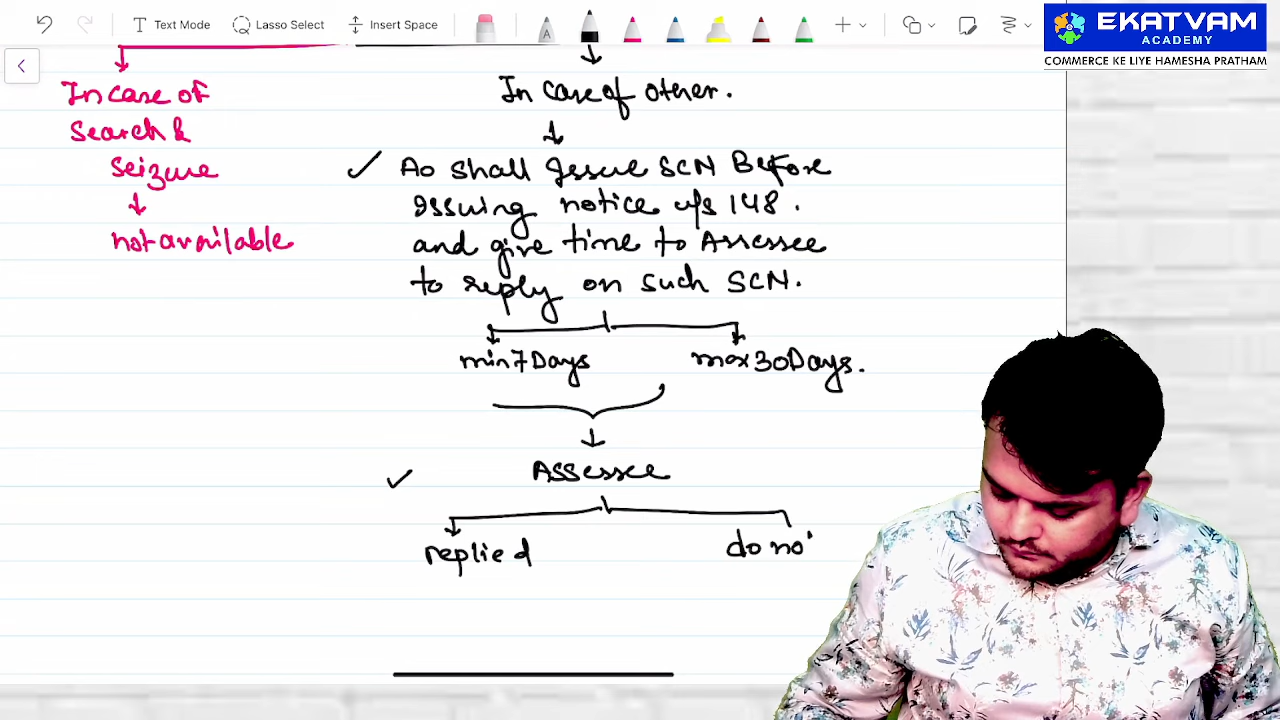 Text Mode
Lasso Select
Insert Space
EKATVAM
ACADEMY
COMMERCE KE LIYE HAMESHA PRATHAM
In case of
Search &
Seizure
not available
In case of other.
AO Shall Issue SCN Before
Issuing notice u/s 148.
and give time to Assessee
to reply on such SCN.
min 7 Days
max 30 Days.
Assessee
replied
do no